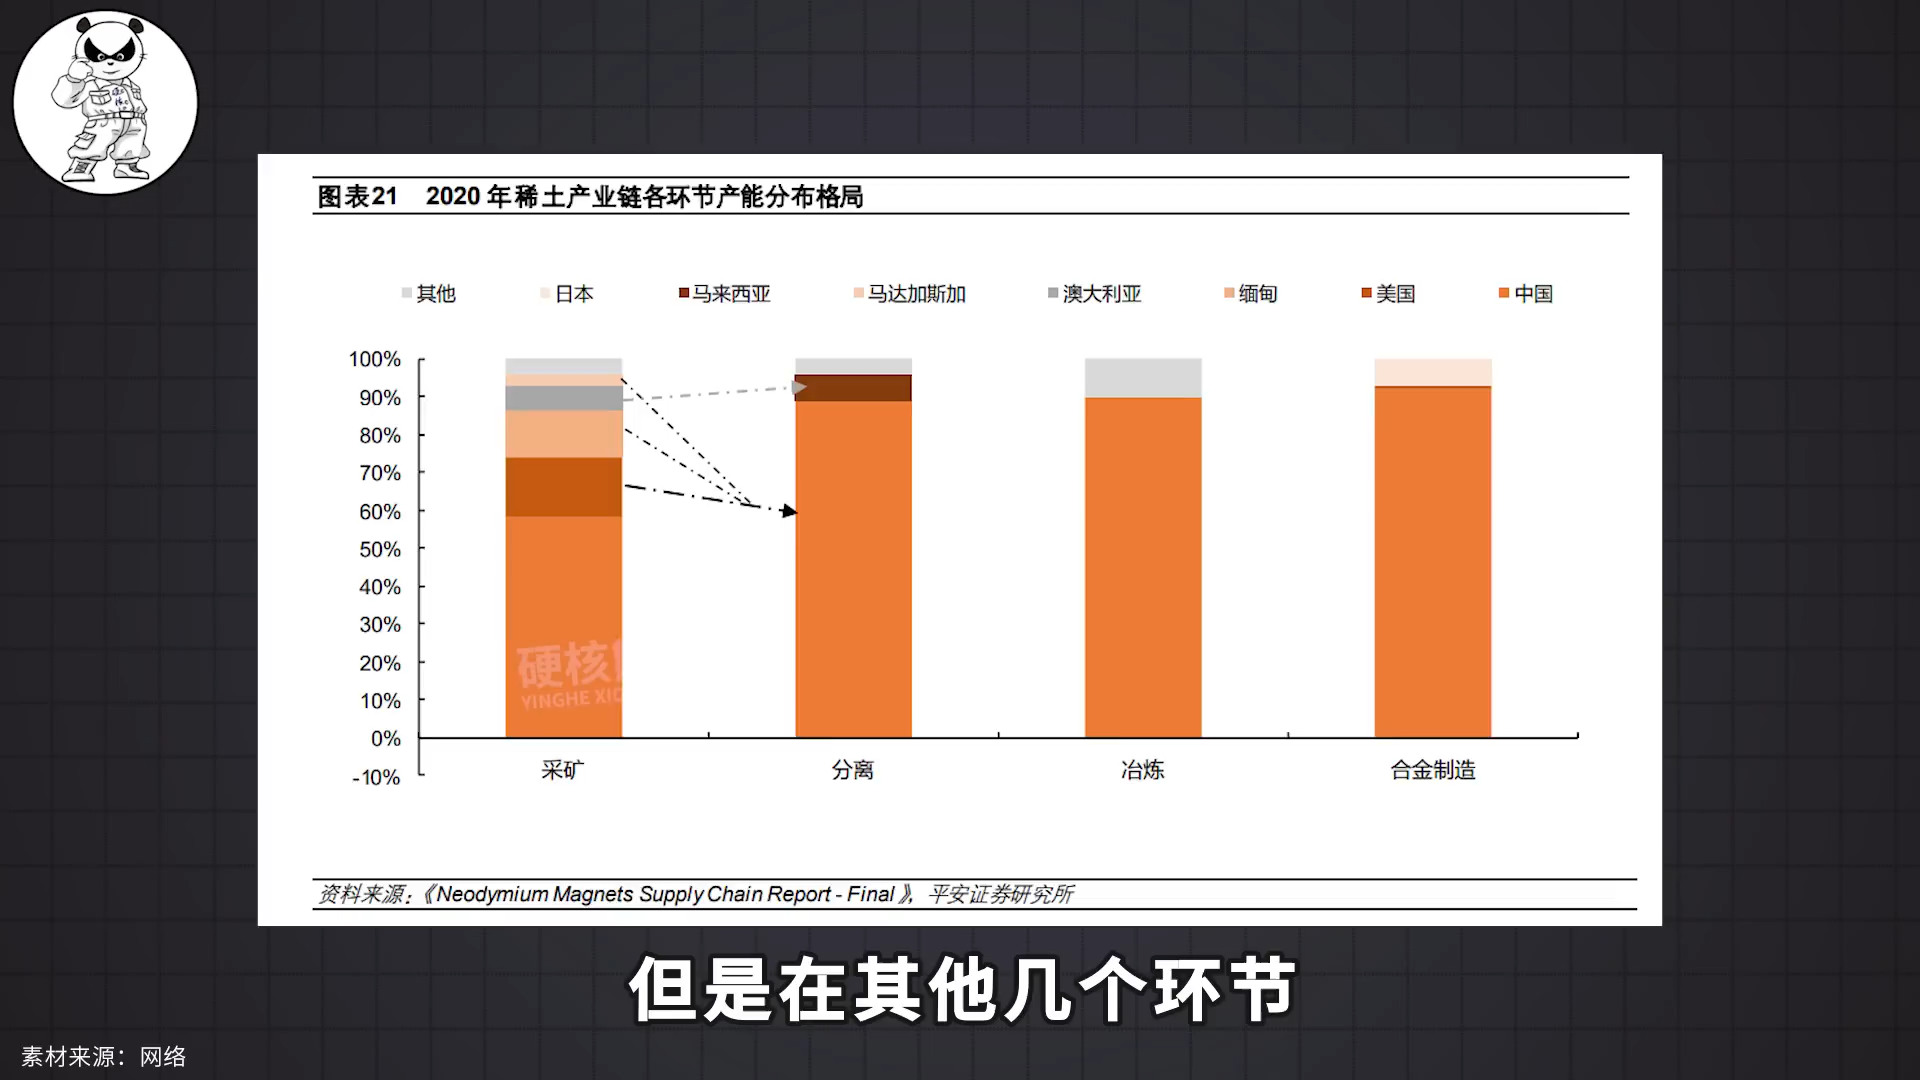 图表21 2020 年稀土产业链各环节产能分布格局
其他 日本 马来西亚 马达加斯加 澳大利亚 缅甸 美国 中国
100%
90%
80%
70%
60%
50%
40%
30%
20%
10%
0%
-10%
硬核
YINGHE XI
采矿 分离 冶炼 合金制造
资料来源：《Neodymium Magnets Supply Chain Report - Final》，平安证券研究所
但是在其他几个环节
素材来源：网络